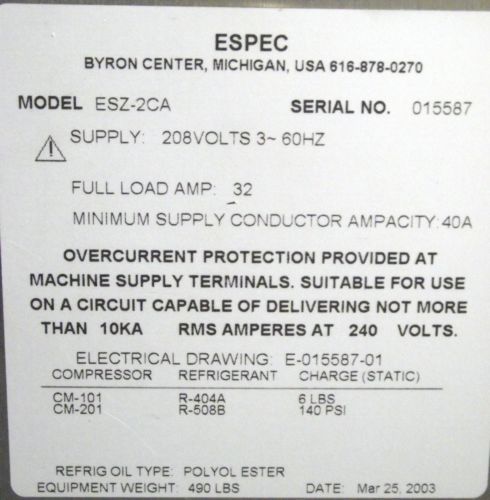 ESPEC
BYRON CENTER, MICHIGAN, USA 616-878-0270
MODEL ESZ-2CA SERIAL NO. 015587
SUPPLY: 208VOLTS 3~ 60HZ
FULL LOAD AMP: 32
MINIMUM SUPPLY CONDUCTOR AMPACITY: 40A
OVERCURRENT PROTECTION PROVIDED AT
MACHINE SUPPLY TERMINALS. SUITABLE FOR USE
ON A CIRCUIT CAPABLE OF DELIVERING NOT MORE
THAN 10KA RMS AMPERES AT 240 VOLTS.
ELECTRICAL DRAWING: E-015587-01
COMPRESSOR REFRIGERANT CHARGE (STATIC)
CM-101 R-404A 6 LBS
CM-201 R-508B 140 PSI
REFRIG OIL TYPE: POLYOL ESTER
EQUIPMENT WEIGHT: 490 LBS DATE: Mar 25, 2003